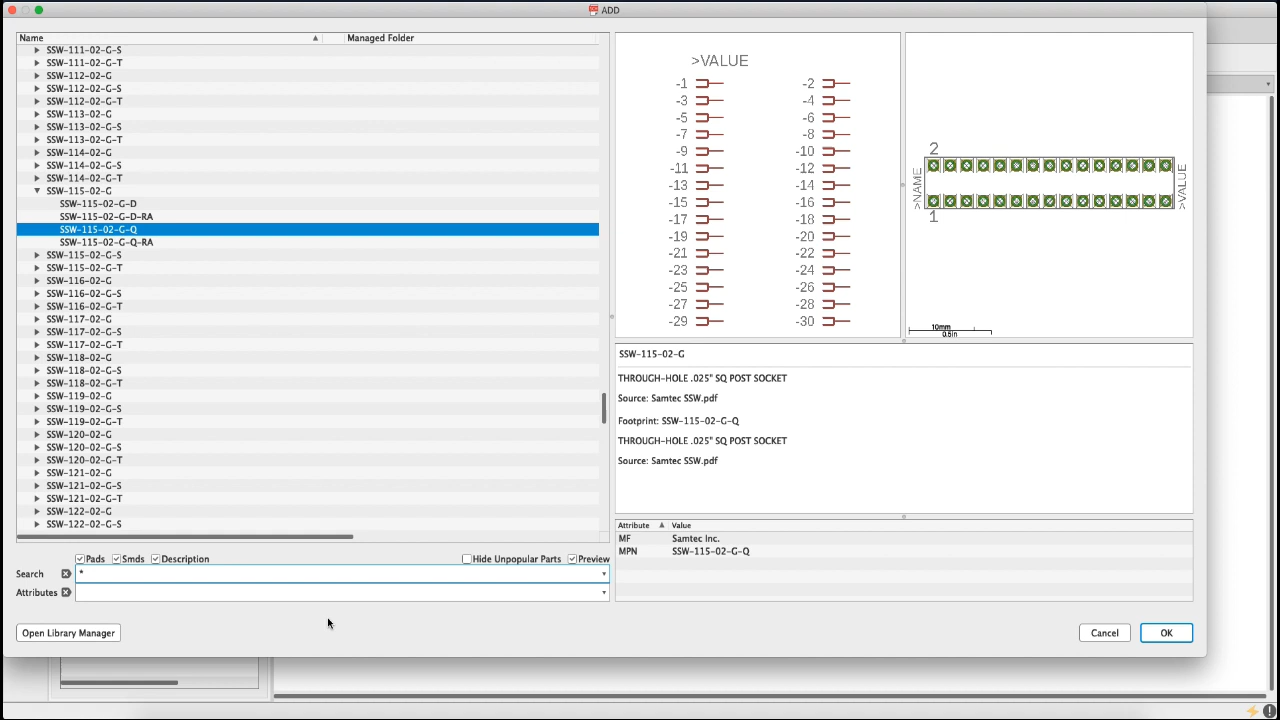 ADD
Name Managed Folder
SSW-111-02-G-S
SSW-111-02-G-T
SSW-112-02-G
SSW-112-02-G-S
SSW-112-02-G-T
SSW-113-02-G
SSW-113-02-G-S
SSW-113-02-G-T
SSW-114-02-G
SSW-114-02-G-S
SSW-114-02-G-T
SSW-115-02-G
SSW-115-02-G-D
SSW-115-02-G-D-RA
SSW-115-02-G-Q
SSW-115-02-G-Q-RA
SSW-115-02-G-S
SSW-115-02-G-T
SSW-116-02-G
SSW-116-02-G-S
SSW-116-02-G-T
SSW-117-02-G
SSW-117-02-G-S
SSW-117-02-G-T
SSW-118-02-G
SSW-118-02-G-S
SSW-118-02-G-T
SSW-119-02-G
SSW-119-02-G-S
SSW-119-02-G-T
SSW-120-02-G
SSW-120-02-G-S
SSW-120-02-G-T
SSW-121-02-G
SSW-121-02-G-S
SSW-121-02-G-T
SSW-122-02-G
SSW-122-02-G-S
Pads Smds Description Hide Unpopular Parts Preview
Search *
Attributes
Open Library Manager
>VALUE
-1 -2
-3 -4
-5 -6
-7 -8
-9 -10
-11 -12
-13 -14
-15 -16
-17 -18
-19 -20
-21 -22
-23 -24
-25 -26
-27 -28
-29 -30
2
>NAME
>VALUE
1
10mm
0.5in
SSW-115-02-G
THROUGH-HOLE .025" SQ POST SOCKET
Source: Samtec SSW.pdf
Footprint: SSW-115-02-G-Q
THROUGH-HOLE .025" SQ POST SOCKET
Source: Samtec SSW.pdf
Attribute Value
MF Samtec Inc.
MPN SSW-115-02-G-Q
Cancel OK